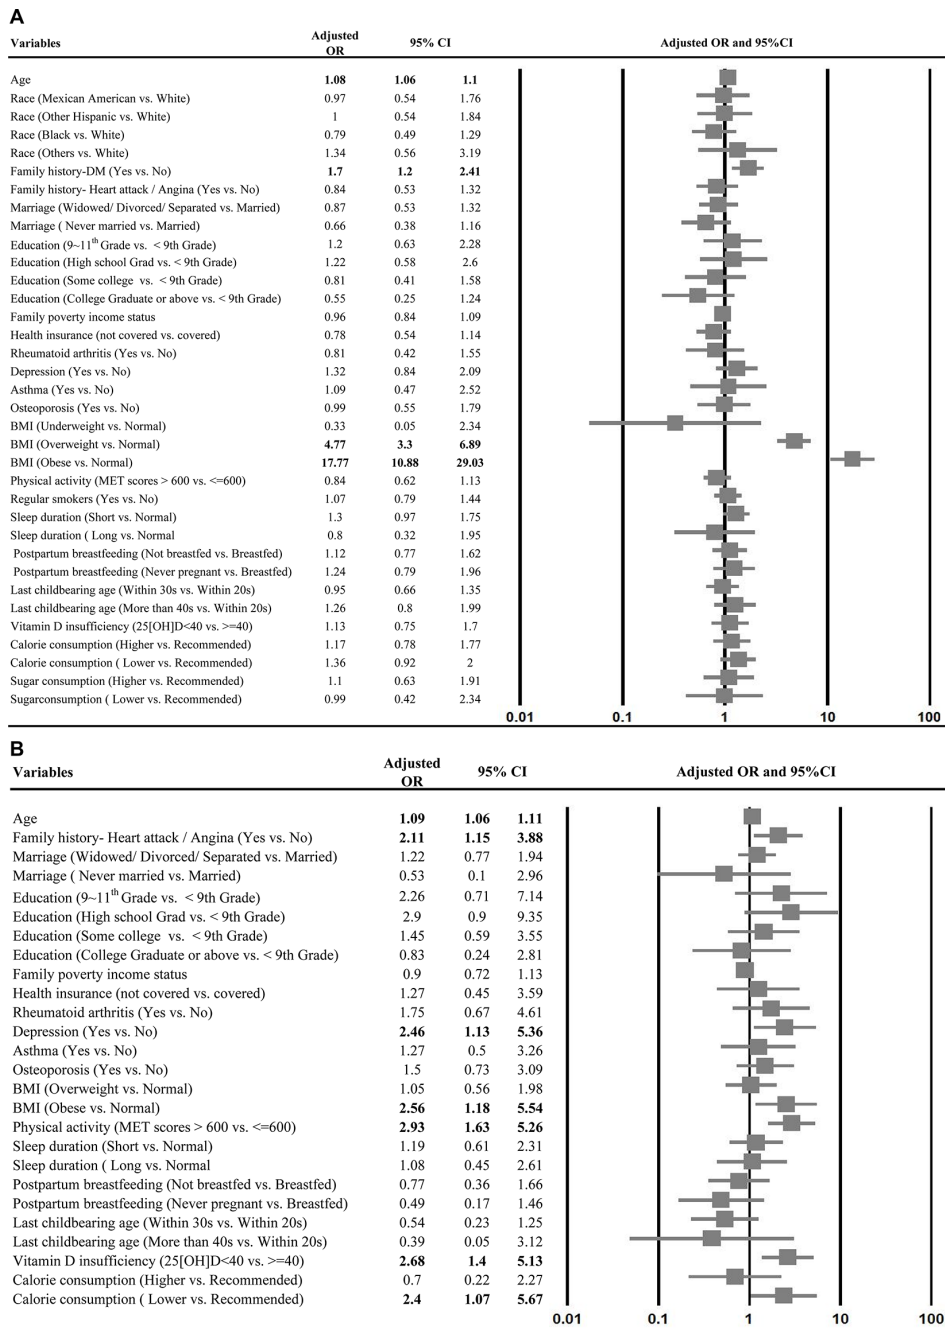 A
Variables Adjusted OR 95% CI Adjusted OR and 95%CI
Age 1.08 1.06 1.1
Race (Mexican American vs. White) 0.97 0.54 1.76
Race (Other Hispanic vs. White) 1 0.54 1.84
Race (Black vs. White) 0.79 0.49 1.29
Race (Others vs. White) 1.34 0.56 3.19
Family history-DM (Yes vs. No) 1.7 1.2 2.41
Family history- Heart attack / Angina (Yes vs. No) 0.84 0.53 1.32
Marriage (Widowed/ Divorced/ Separated vs. Married) 0.87 0.53 1.32
Marriage ( Never married vs. Married) 0.66 0.38 1.16
Education (9~11th Grade vs. < 9th Grade) 1.2 0.63 2.28
Education (High school Grad vs. < 9th Grade) 1.22 0.58 2.6
Education (Some college vs. < 9th Grade) 0.81 0.41 1.58
Education (College Graduate or above vs. < 9th Grade) 0.55 0.25 1.24
Family poverty income status 0.96 0.84 1.09
Health insurance (not covered vs. covered) 0.78 0.54 1.14
Rheumatoid arthritis (Yes vs. No) 0.81 0.42 1.55
Depression (Yes vs. No) 1.32 0.84 2.09
Asthma (Yes vs. No) 1.09 0.47 2.52
Osteoporosis (Yes vs. No) 0.99 0.55 1.79
BMI (Underweight vs. Normal) 0.33 0.05 2.34
BMI (Overweight vs. Normal) 4.77 3.3 6.89
BMI (Obese vs. Normal) 17.77 10.88 29.03
Physical activity (MET scores > 600 vs. <=600) 0.84 0.62 1.13
Regular smokers (Yes vs. No) 1.07 0.79 1.44
Sleep duration (Short vs. Normal) 1.3 0.97 1.75
Sleep duration ( Long vs. Normal 0.8 0.32 1.95
Postpartum breastfeeding (Not breastfed vs. Breastfed) 1.12 0.77 1.62
Postpartum breastfeeding (Never pregnant vs. Breastfed) 1.24 0.79 1.96
Last childbearing age (Within 30s vs. Within 20s) 0.95 0.66 1.35
Last childbearing age (More than 40s vs. Within 20s) 1.26 0.8 1.99
Vitamin D insufficiency (25[OH]D<40 vs. >=40) 1.13 0.75 1.7
Calorie consumption (Higher vs. Recommended) 1.17 0.78 1.77
Calorie consumption ( Lower vs. Recommended) 1.36 0.92 2
Sugar consumption (Higher vs. Recommended) 1.1 0.63 1.91
Sugarconsumption ( Lower vs. Recommended) 0.99 0.42 2.34
0.01 0.1 1 10 100
B
Variables Adjusted OR 95% CI Adjusted OR and 95%CI
Age 1.09 1.06 1.11
Family history- Heart attack / Angina (Yes vs. No) 2.11 1.15 3.88
Marriage (Widowed/ Divorced/ Separated vs. Married) 1.22 0.77 1.94
Marriage ( Never married vs. Married) 0.53 0.1 2.96
Education (9~11th Grade vs. < 9th Grade) 2.26 0.71 7.14
Education (High school Grad vs. < 9th Grade) 2.9 0.9 9.35
Education (Some college vs. < 9th Grade) 1.45 0.59 3.55
Education (College Graduate or above vs. < 9th Grade) 0.83 0.24 2.81
Family poverty income status 0.9 0.72 1.13
Health insurance (not covered vs. covered) 1.27 0.45 3.59
Rheumatoid arthritis (Yes vs. No) 1.75 0.67 4.61
Depression (Yes vs. No) 2.46 1.13 5.36
Asthma (Yes vs. No) 1.27 0.5 3.26
Osteoporosis (Yes vs. No) 1.5 0.73 3.09
BMI (Overweight vs. Normal) 1.05 0.56 1.98
BMI (Obese vs. Normal) 2.56 1.18 5.54
Physical activity (MET scores > 600 vs. <=600) 2.93 1.63 5.26
Sleep duration (Short vs. Normal) 1.19 0.61 2.31
Sleep duration ( Long vs. Normal 1.08 0.45 2.61
Postpartum breastfeeding (Not breastfed vs. Breastfed) 0.77 0.36 1.66
Postpartum breastfeeding (Never pregnant vs. Breastfed) 0.49 0.17 1.46
Last childbearing age (Within 30s vs. Within 20s) 0.54 0.23 1.25
Last childbearing age (More than 40s vs. Within 20s) 0.39 0.05 3.12
Vitamin D insufficiency (25[OH]D<40 vs. >=40) 2.68 1.4 5.13
Calorie consumption (Higher vs. Recommended) 0.7 0.22 2.27
Calorie consumption ( Lower vs. Recommended) 2.4 1.07 5.67
0.01 0.1 1 10 100